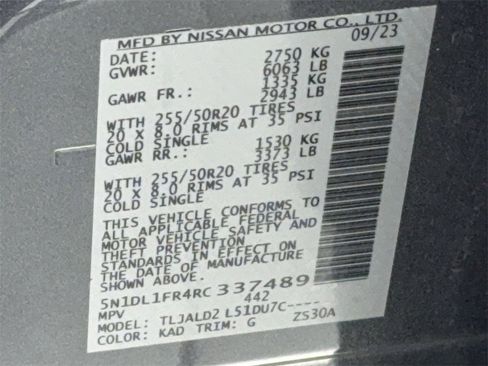 MFD BY NISSAN MOTOR CO., LTD.
DATE: 09/23
GVWR: 2750 KG
6063 LB
GAWR FR.: 1335 KG
2943 LB
WITH 255/50R20 TIRES
20 X 8.0 RIMS AT 35 PSI
COLD SINGLE
GAWR RR.: 1530 KG
3373 LB
WITH 255/50R20 TIRES
20 X 8.0 RIMS AT 35 PSI
COLD SINGLE
THIS VEHICLE CONFORMS TO
ALL APPLICABLE FEDERAL
MOTOR VEHICLE SAFETY AND
THEFT PREVENTION
STANDARDS IN EFFECT ON
THE DATE OF MANUFACTURE
SHOWN ABOVE.
5N1DL1FR4RC337489
MPV 442
MODEL: TLJALD2 L51DU7C----
COLOR: KAD TRIM: G ZS30A